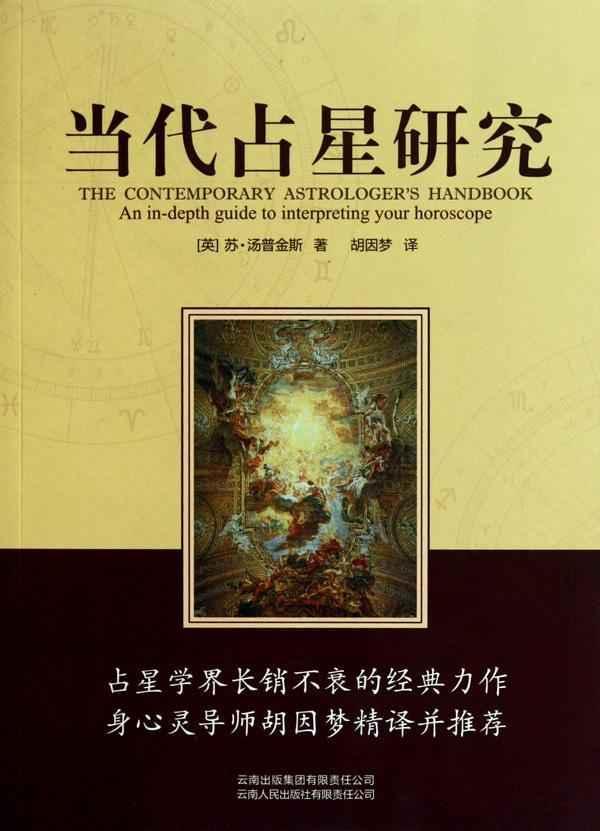 当代占星研究
THE CONTEMPORARY ASTROLOGER'S HANDBOOK
An in-depth guide to interpreting your horoscope
[英] 苏·汤普金斯 著 胡因梦 译
占星学界长销不衰的经典力作
身心灵导师胡因梦精译并推荐
云南出版集团有限责任公司
云南人民出版社有限责任公司